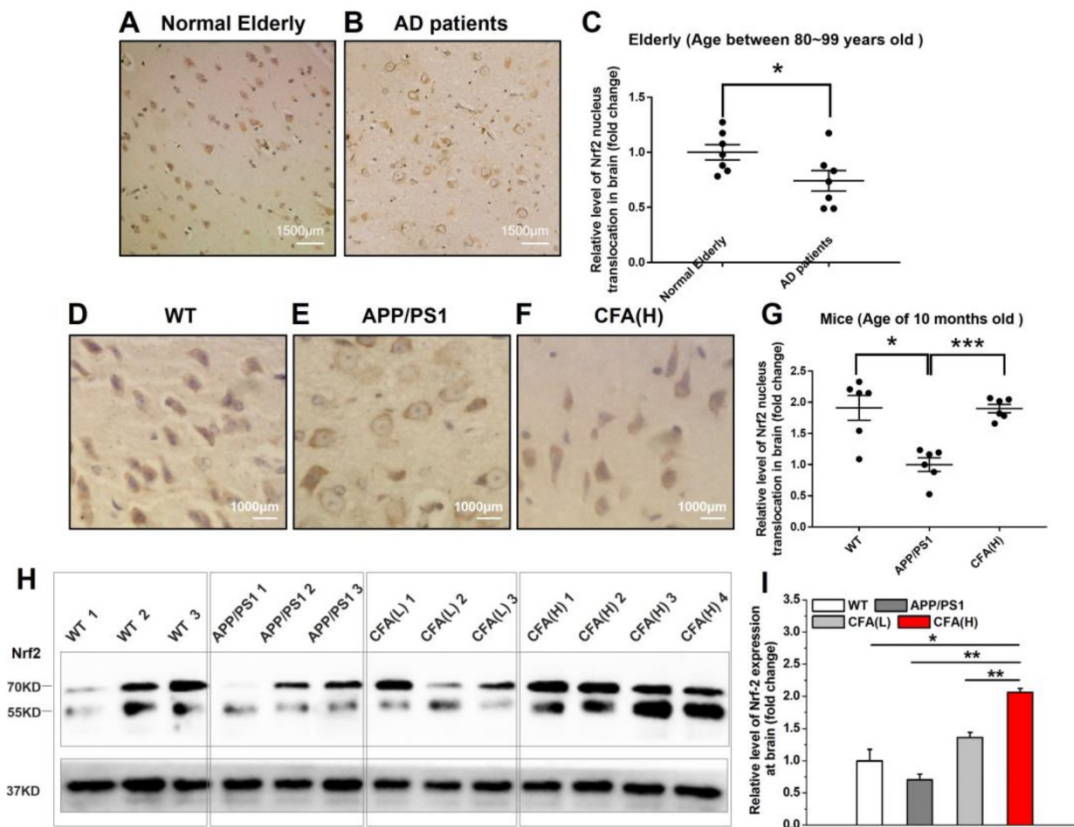 A Normal Elderly
B AD patients
1500μm
1500μm
C
Elderly (Age between 80~99 years old )
*
Relative level of Nrf2 nucleus
translocation in brain (fold change)
1.5
1.0
0.5
0.0
Normal Elderly
AD patients
D WT
E APP/PS1
F CFA(H)
1000μm
1000μm
1000μm
G
Mice (Age of 10 months old )
*
***
Relative level of Nrf2 nucleus
translocation in brain (fold change)
2.5
2.0
1.5
1.0
0.5
0.0
WT
APP/PS1
CFA(H)
H
WT 1
WT 2
WT 3
APP/PS1 1
APP/PS1 2
APP/PS1 3
CFA(L) 1
CFA(L) 2
CFA(L) 3
CFA(H) 1
CFA(H) 2
CFA(H) 3
CFA(H) 4
Nrf2
70KD
55KD
37KD
I
WT APP/PS1
CFA(L) CFA(H)
*
**
**
Relative level of Nrf-2 expression
at brain (fold change)
3.5
3.0
2.5
2.0
1.5
1.0
0.5
0.0